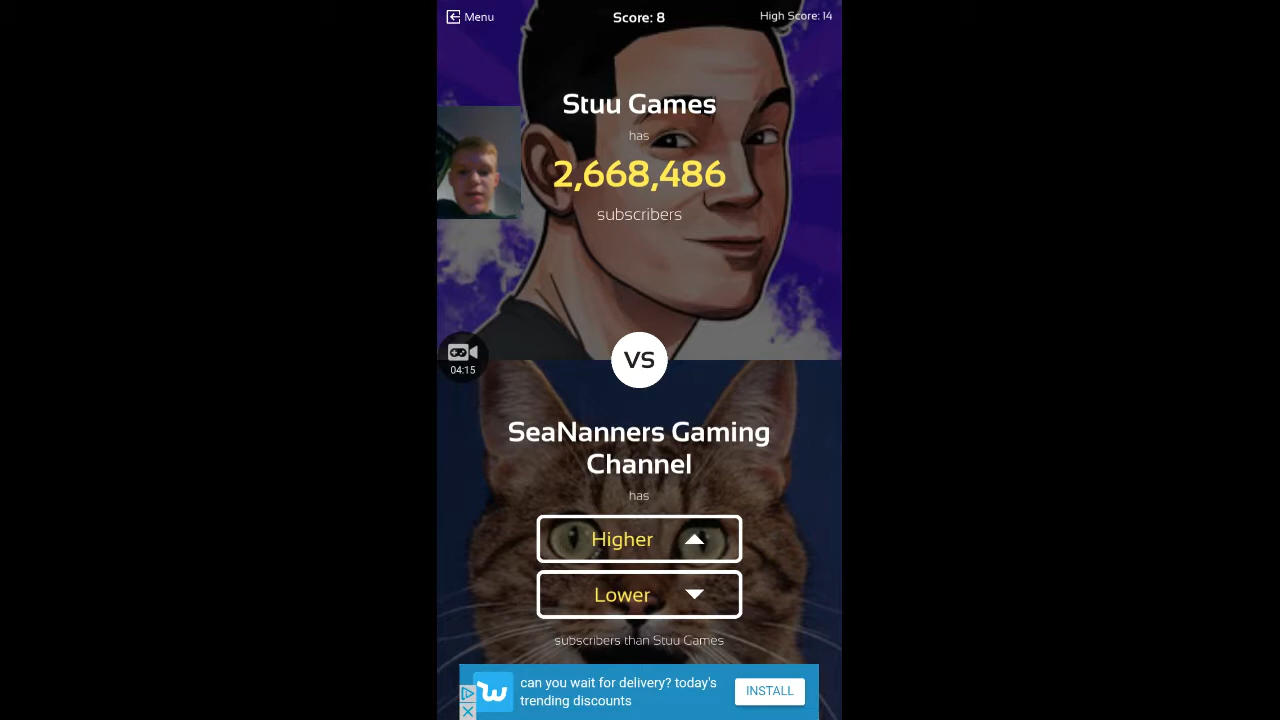 Menu
Score: 8
High Score: 14
Stuu Games
has
2,668,486
subscribers
VS
04:15
SeaNanners Gaming
Channel
has
Higher
Lower
subscribers than Stuu Games
can you wait for delivery? today's
trending discounts
INSTALL